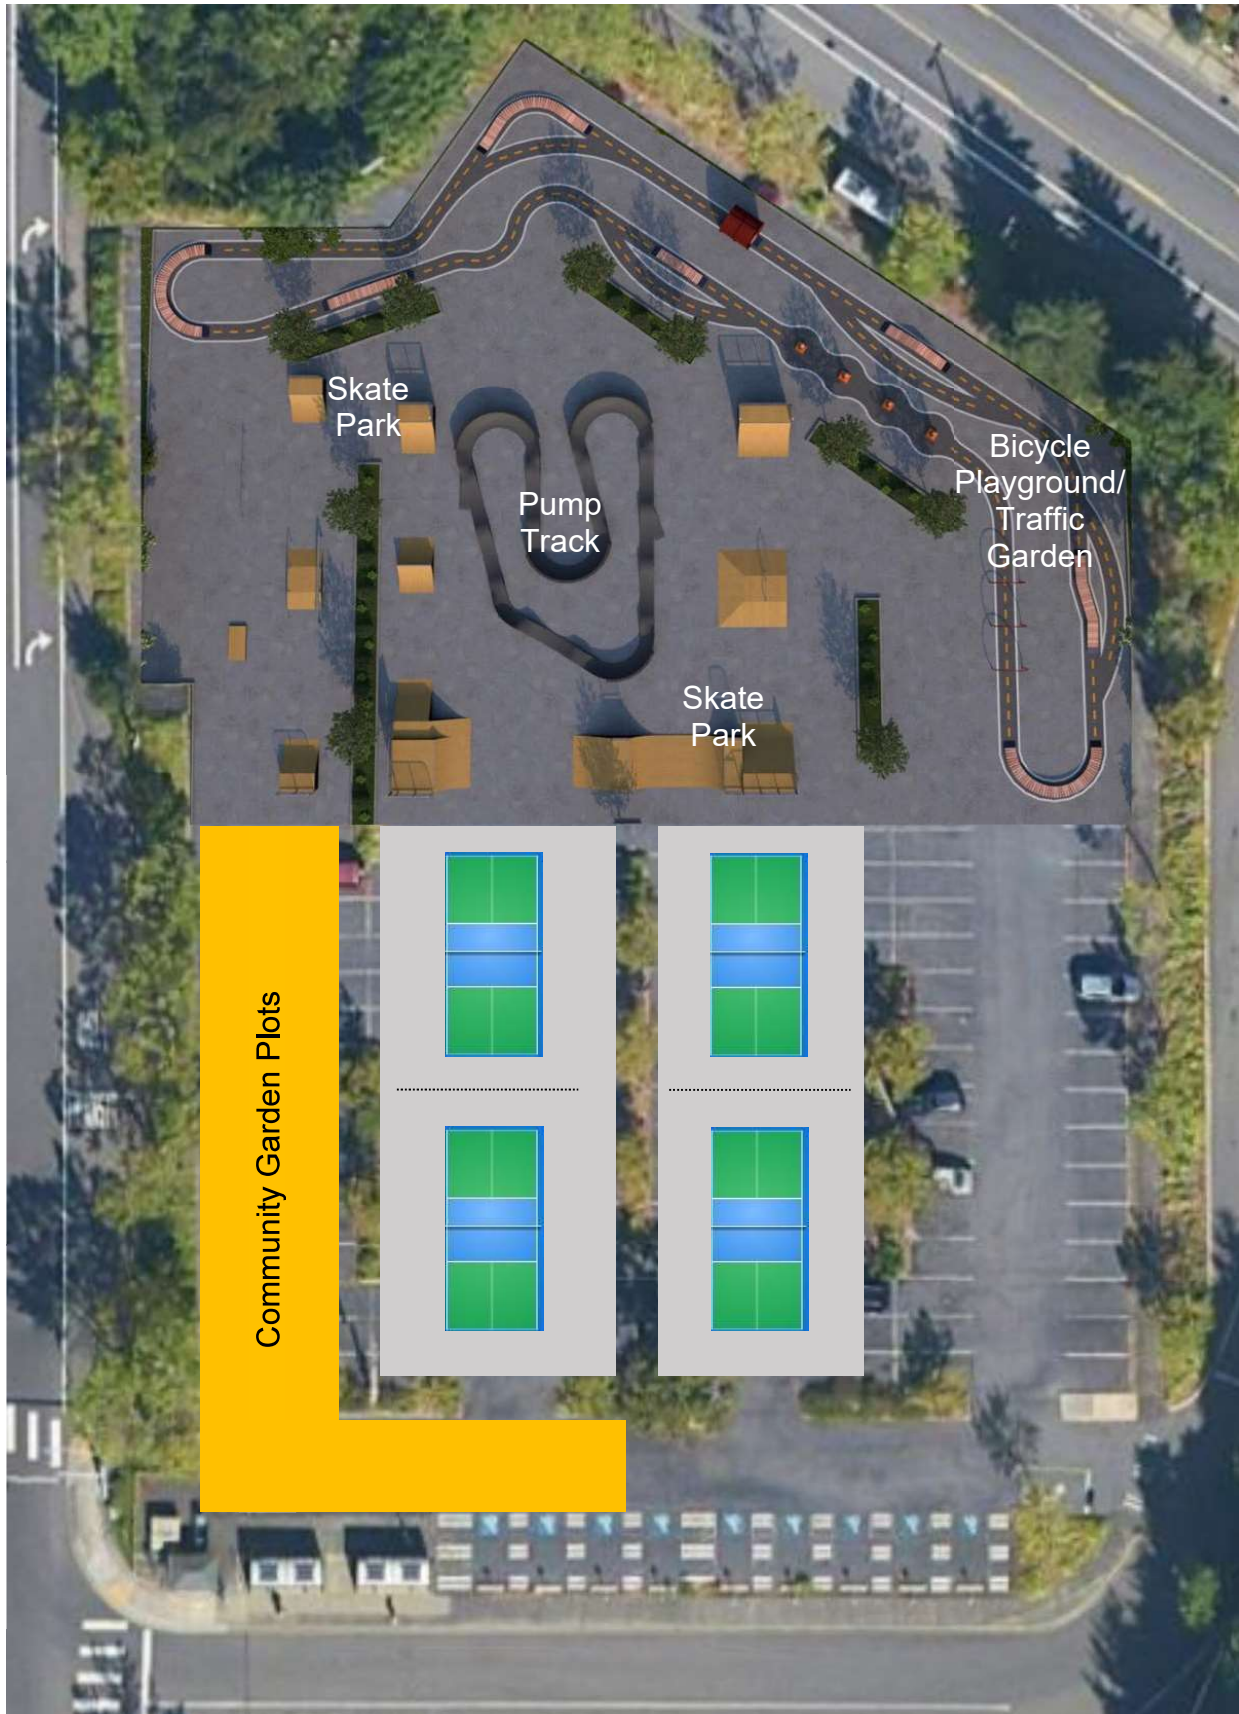 Skate
Park
Bicycle
Playground/
Traffic
Garden
Pump
Track
Skate
Park
Community Garden Plots